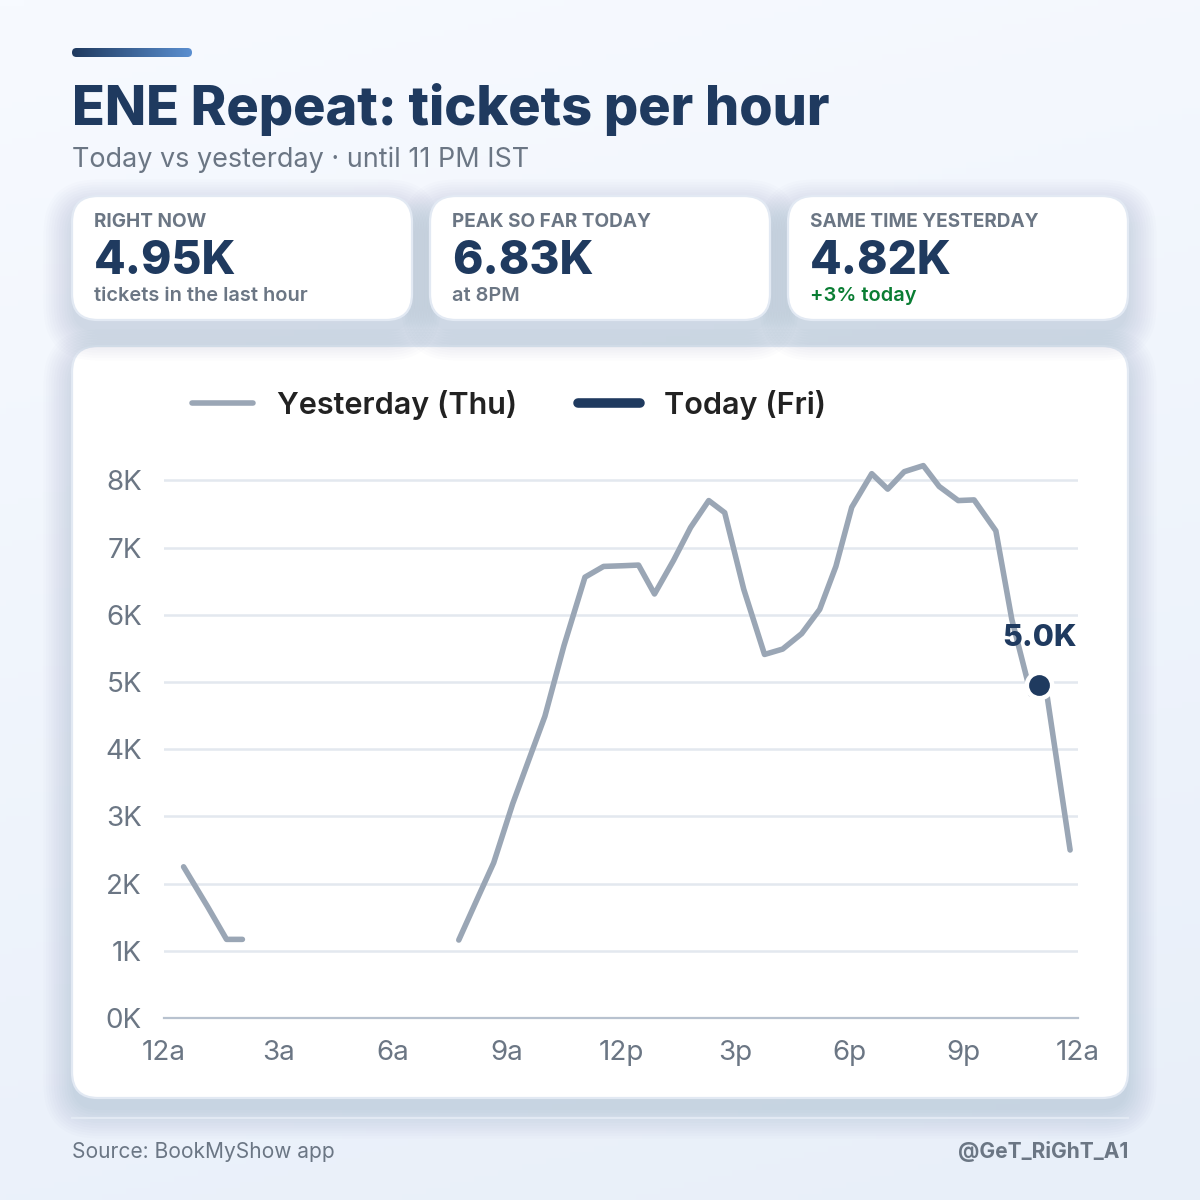 ENE Repeat: tickets per hour
Today vs yesterday · until 11 PM IST
RIGHT NOW
4.95K
tickets in the last hour
PEAK SO FAR TODAY
6.83K
at 8PM
SAME TIME YESTERDAY
4.82K
+3% today
Yesterday (Thu)
Today (Fri)
8K
7K
6K
5.0K
5K
4K
3K
2K
1K
0K
12a 3a 6a 9a 12p 3p 6p 9p 12a
Source: BookMyShow app
@GeT_RiGhT_A1